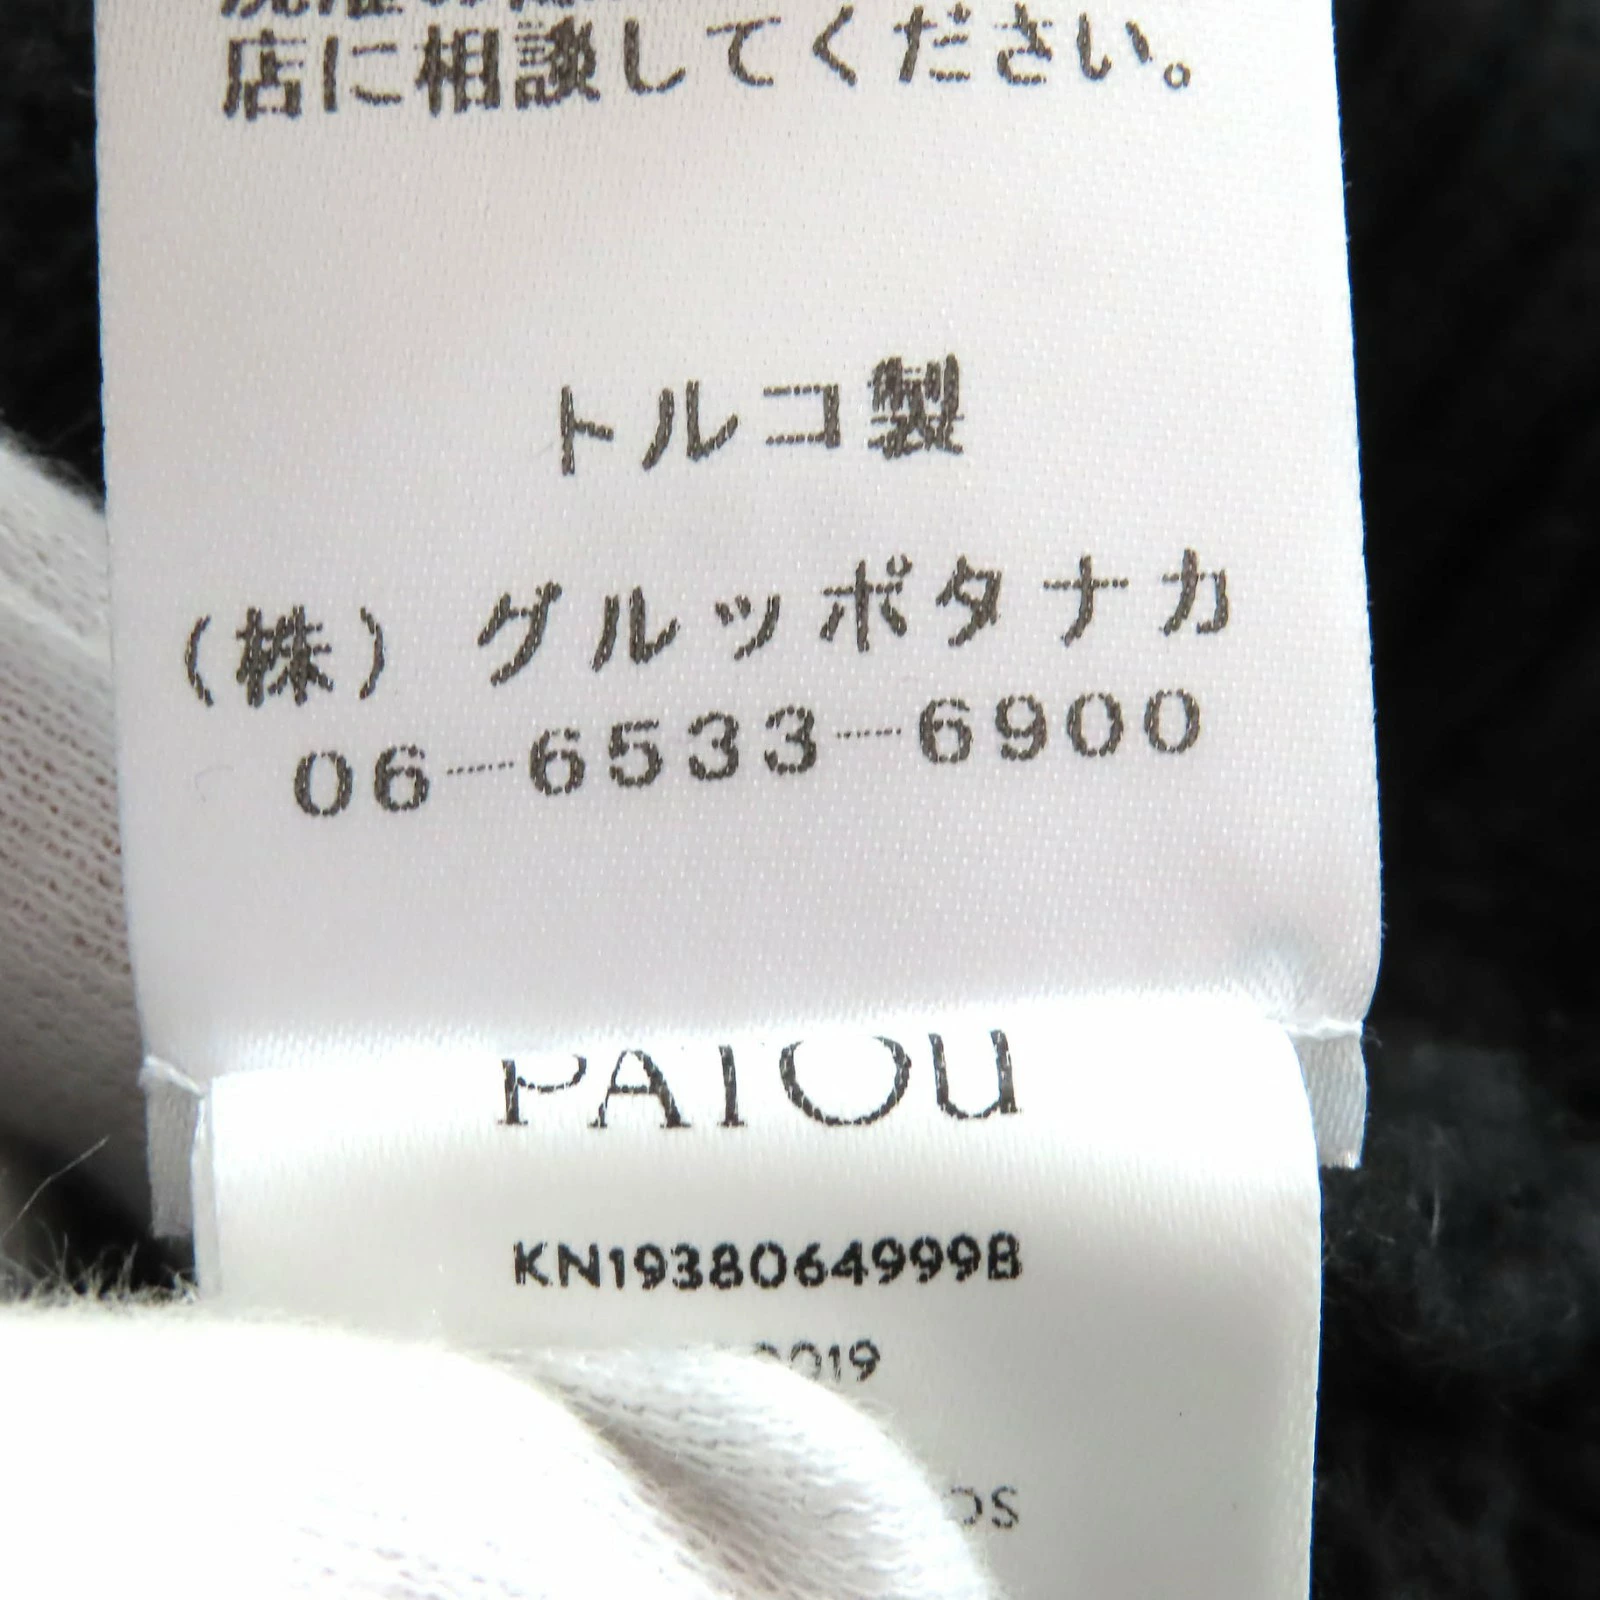 店に相談してください。
トルコ製
(株) グルッポタナカ
06-6533-6900
PATOU
KN1938064999B